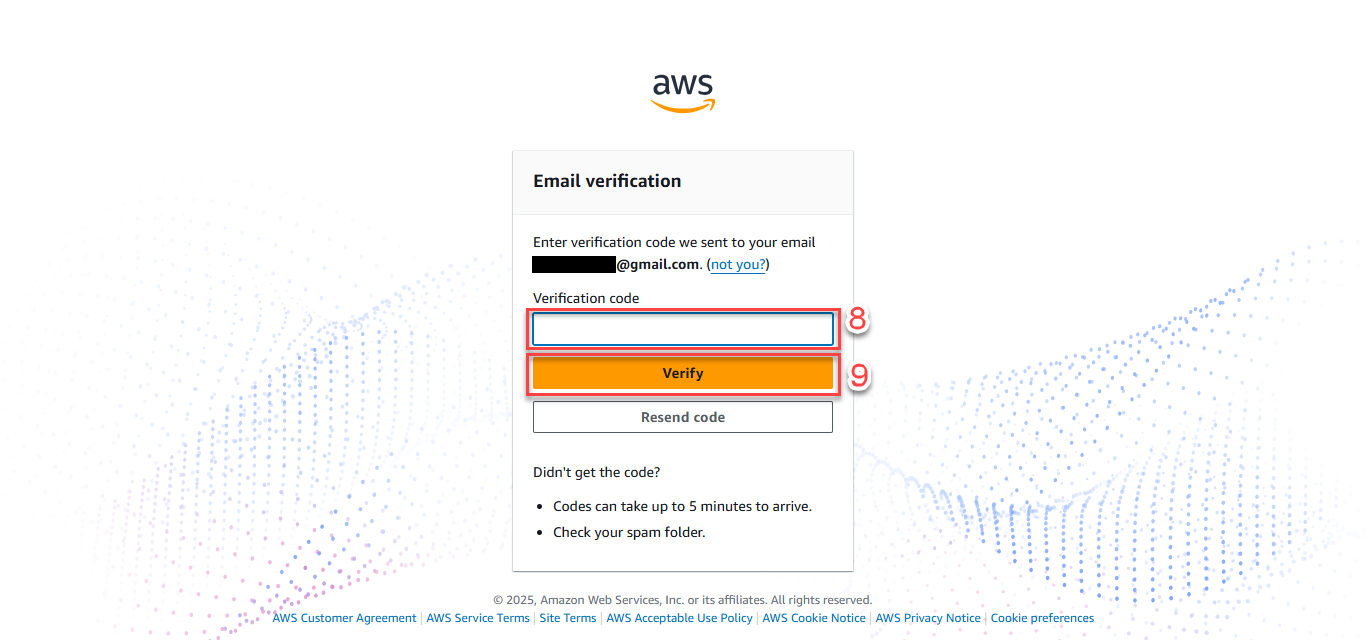 aws
Email verification
Enter verification code we sent to your email
@gmail.com. (not you?)
Verification code
8
Verify
9
Resend code
Didn't get the code?
• Codes can take up to 5 minutes to arrive.
• Check your spam folder.
© 2025, Amazon Web Services, Inc. or its affiliates. All rights reserved.
AWS Customer Agreement | AWS Service Terms | Site Terms | AWS Acceptable Use Policy | AWS Cookie Notice | AWS Privacy Notice | Cookie preferences